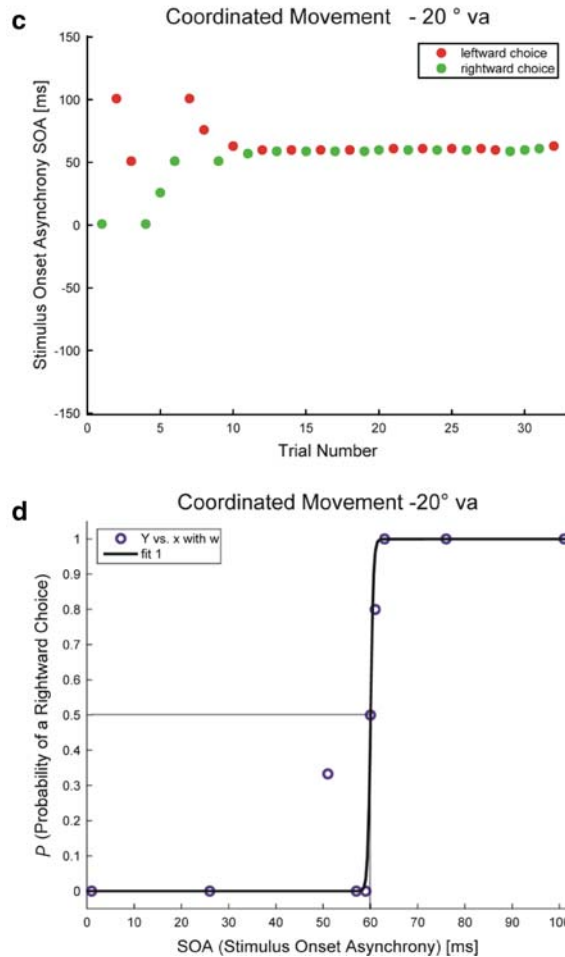 c
Coordinated Movement - 20 ° va
Stimulus Onset Asynchrony SOA [ms]
150
100
50
0
-50
-100
-150
leftward choice
rightward choice
0 5 10 15 20 25 30
Trial Number
d
Coordinated Movement -20° va
P (Probability of a Rightward Choice)
1
0.9
0.8
0.7
0.6
0.5
0.4
0.3
0.2
0.1
0
Y vs. x with w
fit 1
0 10 20 30 40 50 60 70 80 90 100
SOA (Stimulus Onset Asynchrony) [ms]